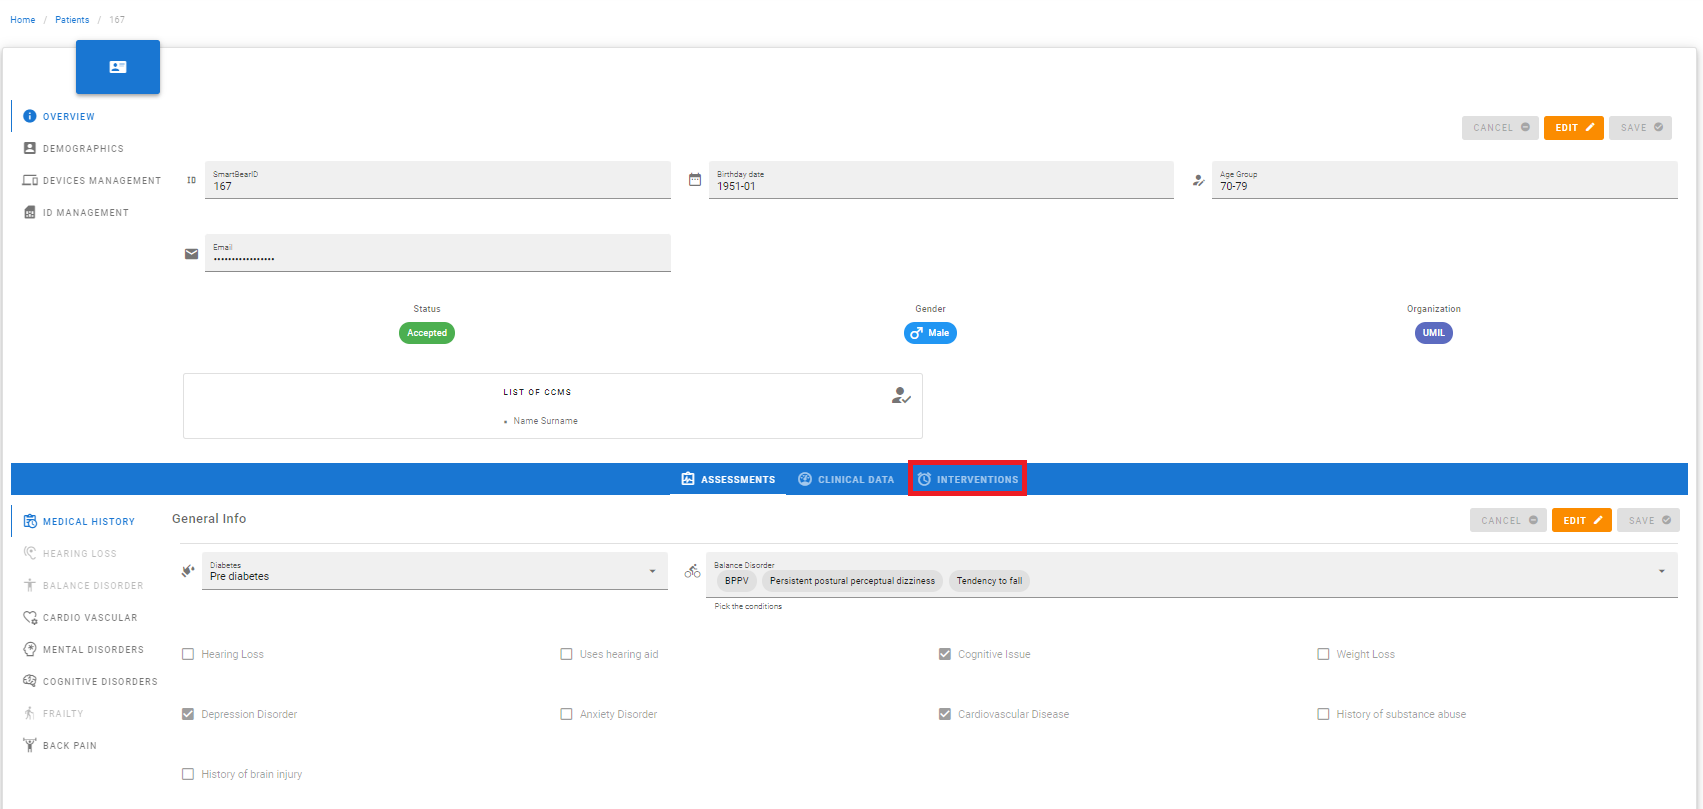 Home / Patients / 167
OVERVIEW
DEMOGRAPHICS
DEVICES MANAGEMENT
ID MANAGEMENT
CANCEL EDIT SAVE
ID SmartBearID
167
Birthday date
1951-01
Age Group
70-79
Email
•••••••••••••••••
Status
Accepted
Gender
Male
Organization
UMIL
LIST OF CCMS
• Name Surname
ASSESSMENTS CLINICAL DATA INTERVENTIONS
MEDICAL HISTORY
HEARING LOSS
BALANCE DISORDER
CARDIO VASCULAR
MENTAL DISORDERS
COGNITIVE DISORDERS
FRAILTY
BACK PAIN
General Info
CANCEL EDIT SAVE
Diabetes
Pre diabetes
Balance Disorder
BPPV Persistent postural perceptual dizziness Tendency to fall
Pick the conditions
Hearing Loss Uses hearing aid Cognitive Issue Weight Loss
Depression Disorder Anxiety Disorder Cardiovascular Disease History of substance abuse
History of brain injury